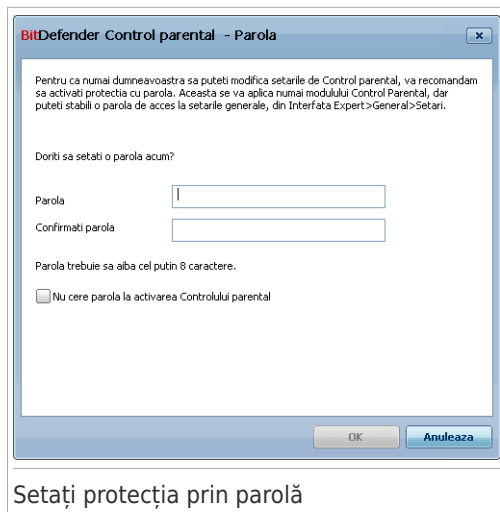 BitDefender Control parental - Parola
Pentru ca numai dumneavoastra sa puteti modifica setarile de Control parental, va recomandam
sa activati protectia cu parola. Aceasta se va aplica numai modulului Control Parental, dar
puteti stabili o parola de acces la setarile generale, din Interfata Expert>General>Setari.
Doriti sa setati o parola acum?
Parola
Confirmati parola
Parola trebuie sa aiba cel putin 8 caractere.
Nu cere parola la activarea Controlului parental
OK
Anuleaza
Setați protecția prin parolă